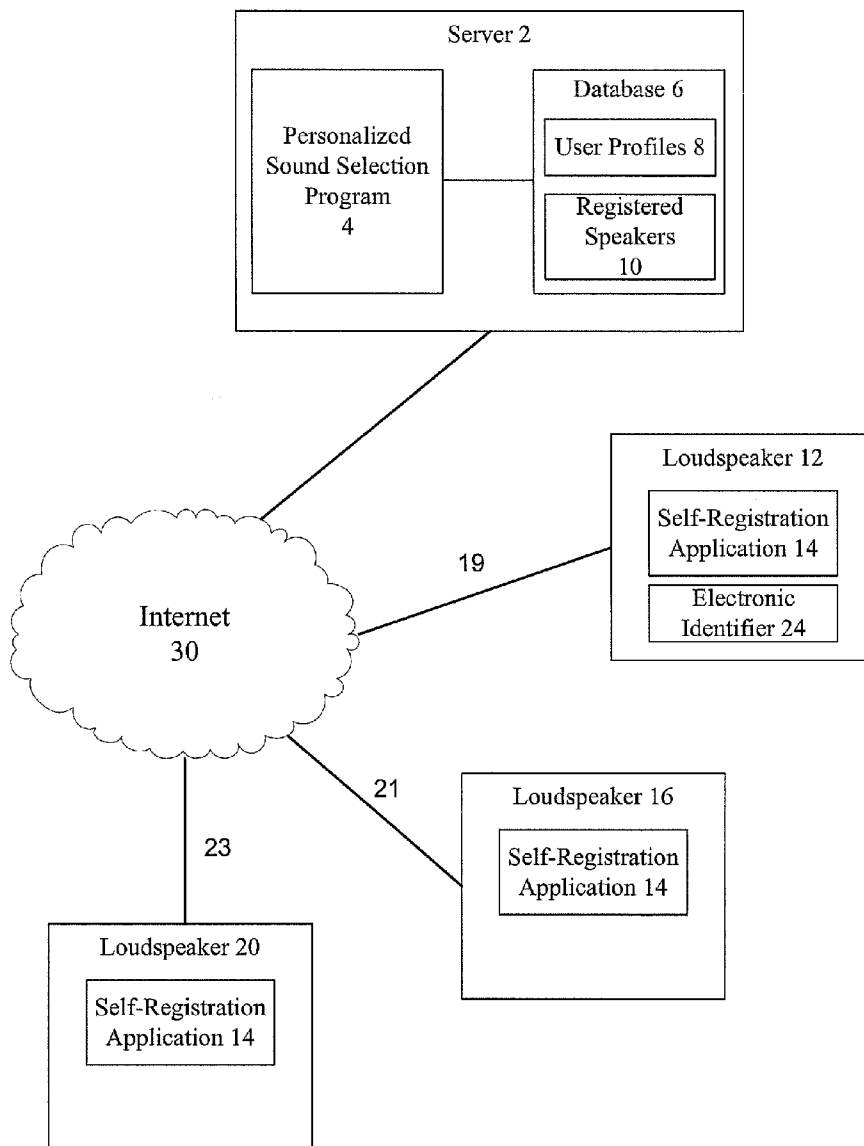 Server 2
Personalized
Sound Selection
Program
4
Database 6
User Profiles 8
Registered
Speakers
10
Loudspeaker 12
Self-Registration
Application 14
Electronic
Identifier 24
19
Internet
30
21
Loudspeaker 16
Self-Registration
Application 14
23
Loudspeaker 20
Self-Registration
Application 14